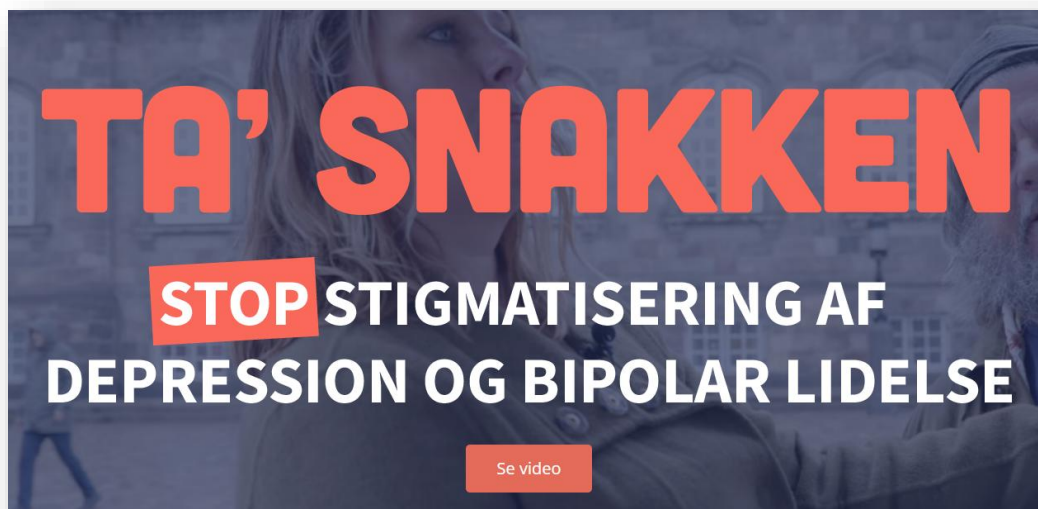 TA' SNAKKEN
STOP STIGMATISERING AF
DEPRESSION OG BIPOLAR LIDELSE
Se video